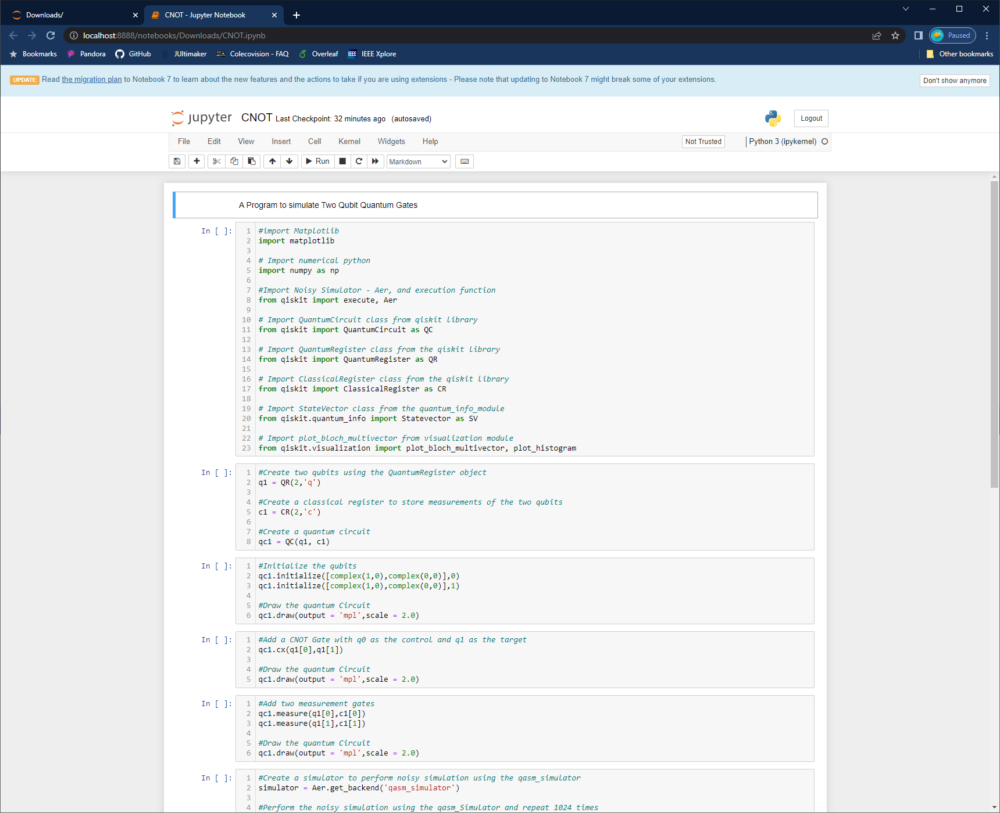 Downloads/
CNOT - Jupyter Notebook
localhost:8888/notebooks/Downloads/CNOT.ipynb
Paused
Bookmarks
Pandora
GitHub
JUltimaker
Colecovision - FAQ
Overleaf
IEEE
IEEE Xplore
Other bookmarks
UPDATE Read the migration plan to Notebook 7 to learn about the new features and the actions to take if you are using extensions - Please note that updating to Notebook 7 might break some of your extensions.
Don't show anymore
jupyter CNOT Last Checkpoint: 32 minutes ago (autosaved)
Logout
File Edit View Insert Cell Kernel Widgets Help
Not Trusted
Python 3 (ipykernel)
Run
Markdown
A Program to simulate Two Qubit Quantum Gates
In [ ]:
1 #import Matplotlib
2 import matplotlib
3
4 # Import numerical python
5 import numpy as np
6
7 #Import Noisy Simulator - Aer, and execution function
8 from qiskit import execute, Aer
9
10 # Import QuantumCircuit class from qiskit library
11 from qiskit import QuantumCircuit as QC
12
13 # Import QuantumRegister class from the qiskit library
14 from qiskit import QuantumRegister as QR
15
16 # Import ClassicalRegister class from the qiskit library
17 from qiskit import ClassicalRegister as CR
18
19 # Import StateVector class from the quantum_info_module
20 from qiskit.quantum_info import Statevector as SV
21
22 # Import plot_bloch_multivector from visualization module
23 from qiskit.visualization import plot_bloch_multivector, plot_histogram
In [ ]:
1 #Create two qubits using the QuantumRegister object
2 q1 = QR(2,'q')
3
4 #Create a classical register to store measurements of the two qubits
5 c1 = CR(2,'c')
6
7 #Create a quantum circuit
8 qc1 = QC(q1, c1)
In [ ]:
1 #Initialize the qubits
2 qc1.initialize([complex(1,0),complex(0,0)],0)
3 qc1.initialize([complex(1,0),complex(0,0)],1)
4
5 #Draw the quantum Circuit
6 qc1.draw(output = 'mpl',scale = 2.0)
In [ ]:
1 #Add a CNOT Gate with q0 as the control and q1 as the target
2 qc1.cx(q1[0],q1[1])
3
4 #Draw the quantum Circuit
5 qc1.draw(output = 'mpl',scale = 2.0)
In [ ]:
1 #Add two measurement gates
2 qc1.measure(q1[0],c1[0])
3 qc1.measure(q1[1],c1[1])
4
5 #Draw the quantum Circuit
6 qc1.draw(output = 'mpl',scale = 2.0)
In [ ]:
1 #Create a simulator to perform noisy simulation using the qasm_simulator
2 simulator = Aer.get_backend('qasm_simulator')
3
4 #Perform the noisy simulation using the qasm_Simulator and repeat 1024 times